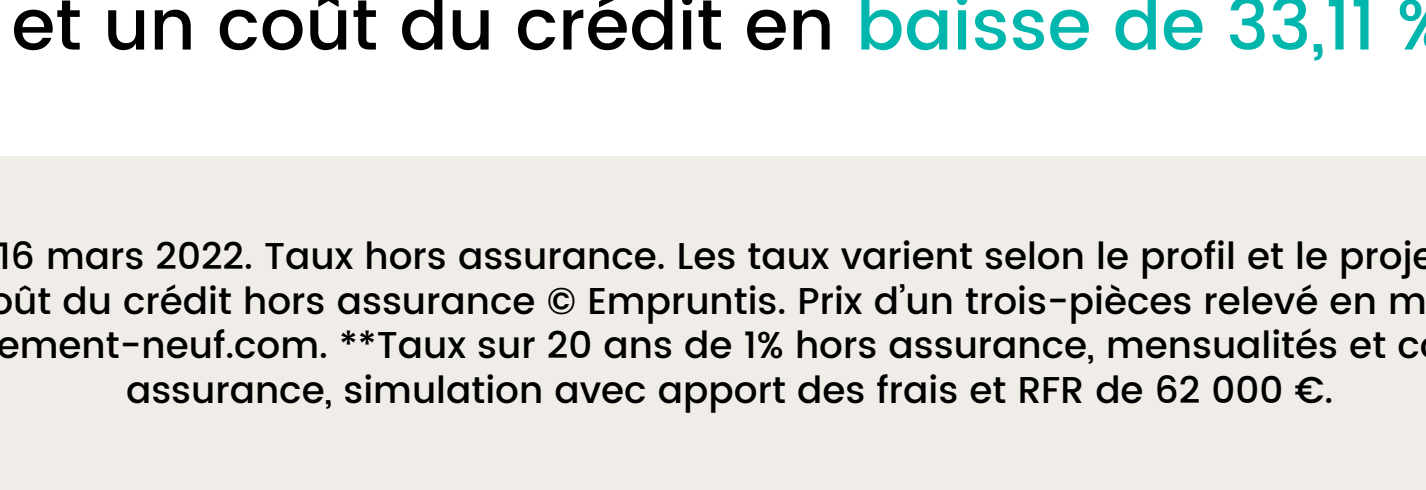 et un coût du crédit en baisse de 33,11 %
16 mars 2022. Taux hors assurance. Les taux varient selon le profil et le proje
oût du crédit hors assurance © Empruntis. Prix d’un trois-pièces relevé en m
ement-neuf.com. **Taux sur 20 ans de 1% hors assurance, mensualités et co
assurance, simulation avec apport des frais et RFR de 62 000 €.